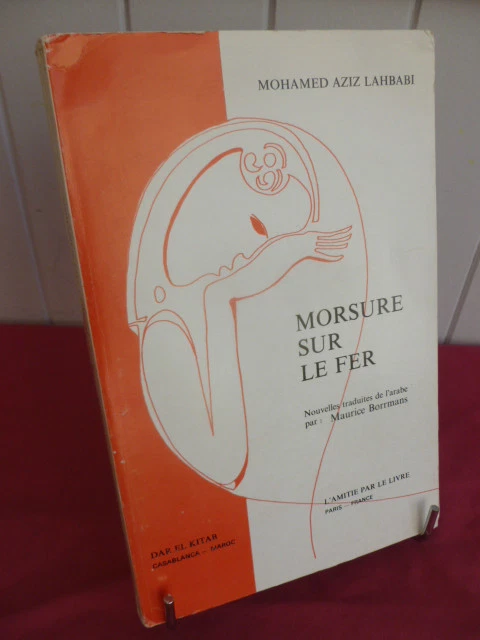 MOHAMED AZIZ LAHBABI
MORSURE
SUR
LE FER
Nouvelles traduites de l'arabe
par : Maurice Borrmans
L'AMITIE PAR LE LIVRE
PARIS — FRANCE
DAR EL KITAB
CASABLANCA — MAROC